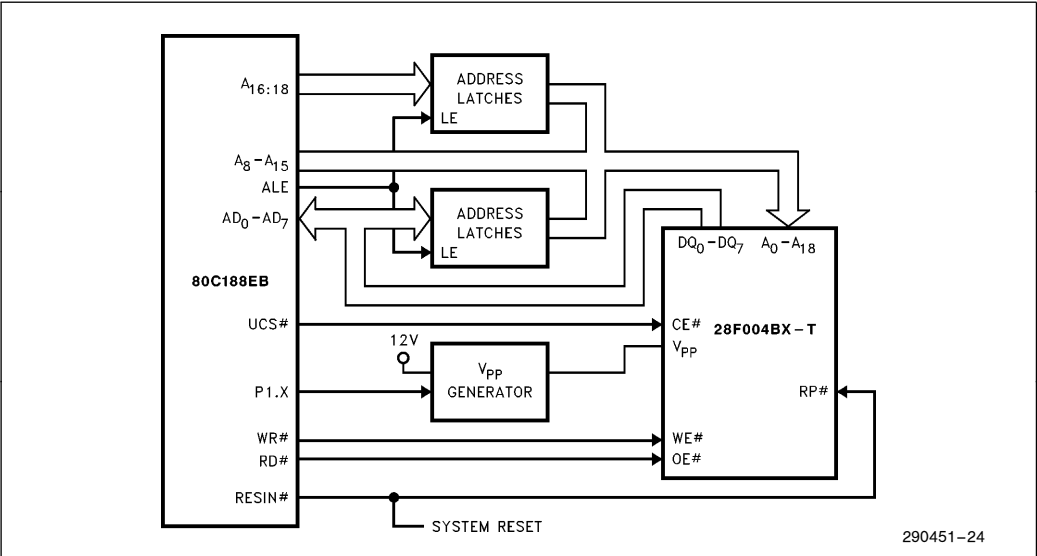 A16:18
ADDRESS
LATCHES
LE
A8-A15
ALE
AD0-AD7
ADDRESS
LATCHES
LE
DQ0-DQ7
A0-A18
80C188EB
28F004BX-T
UCS#
CE#
12V
VPP
GENERATOR
VPP
P1.X
RP#
WR#
WE#
RD#
OE#
RESIN#
SYSTEM RESET
290451-24